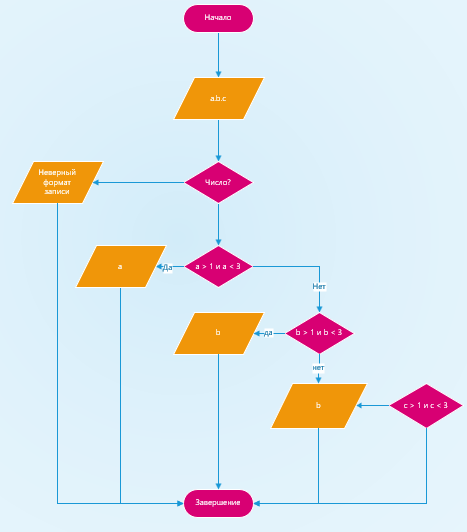 Начало
a.b.c
Неверный
формат
записи
Число?
a
Да
a > 1 и a < 3
Нет
b
да
b > 1 и b < 3
нет
b
c > 1 и c < 3
Завершение